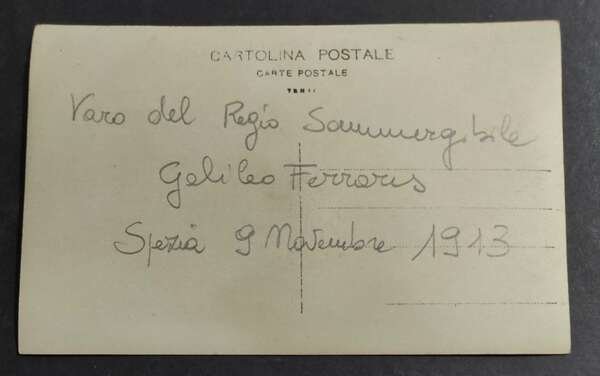 CARTOLINA POSTALE
CARTE POSTALE
Varo del Regio Sommergibile
Galileo Ferraris
Spezia 9 Novembre 1913